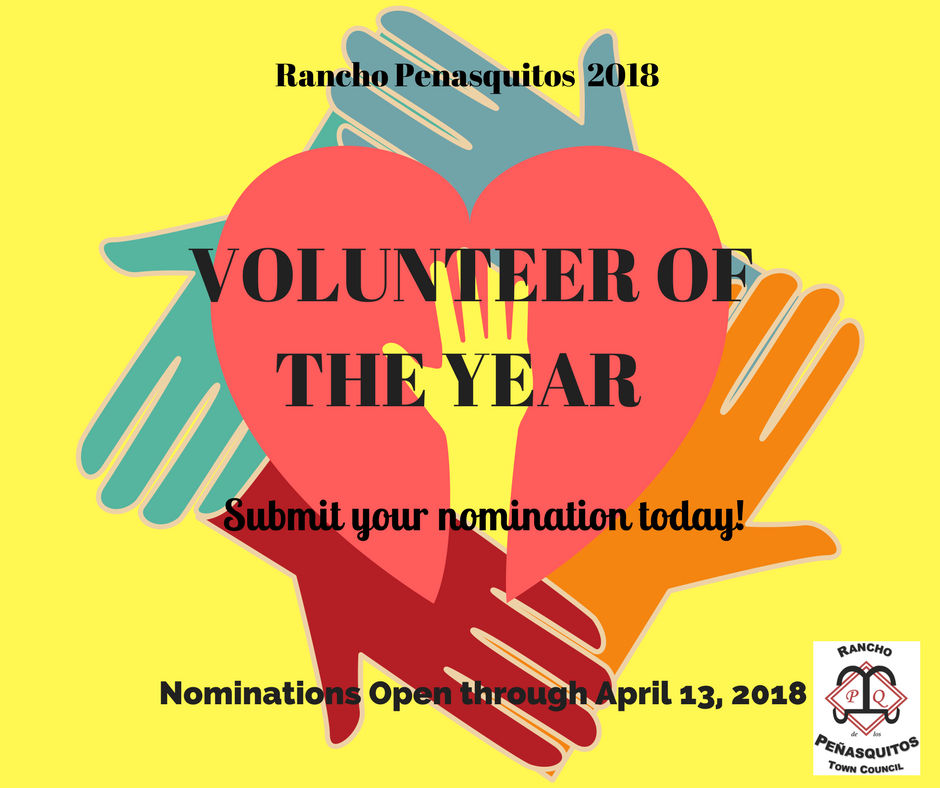 Rancho Penasquitos 2018
VOLUNTEER OF
THE YEAR
Submit your nomination today!
Nominations Open through April 13, 2018
RANCHO
P Q
de los
PEÑASQUITOS
TOWN COUNCIL